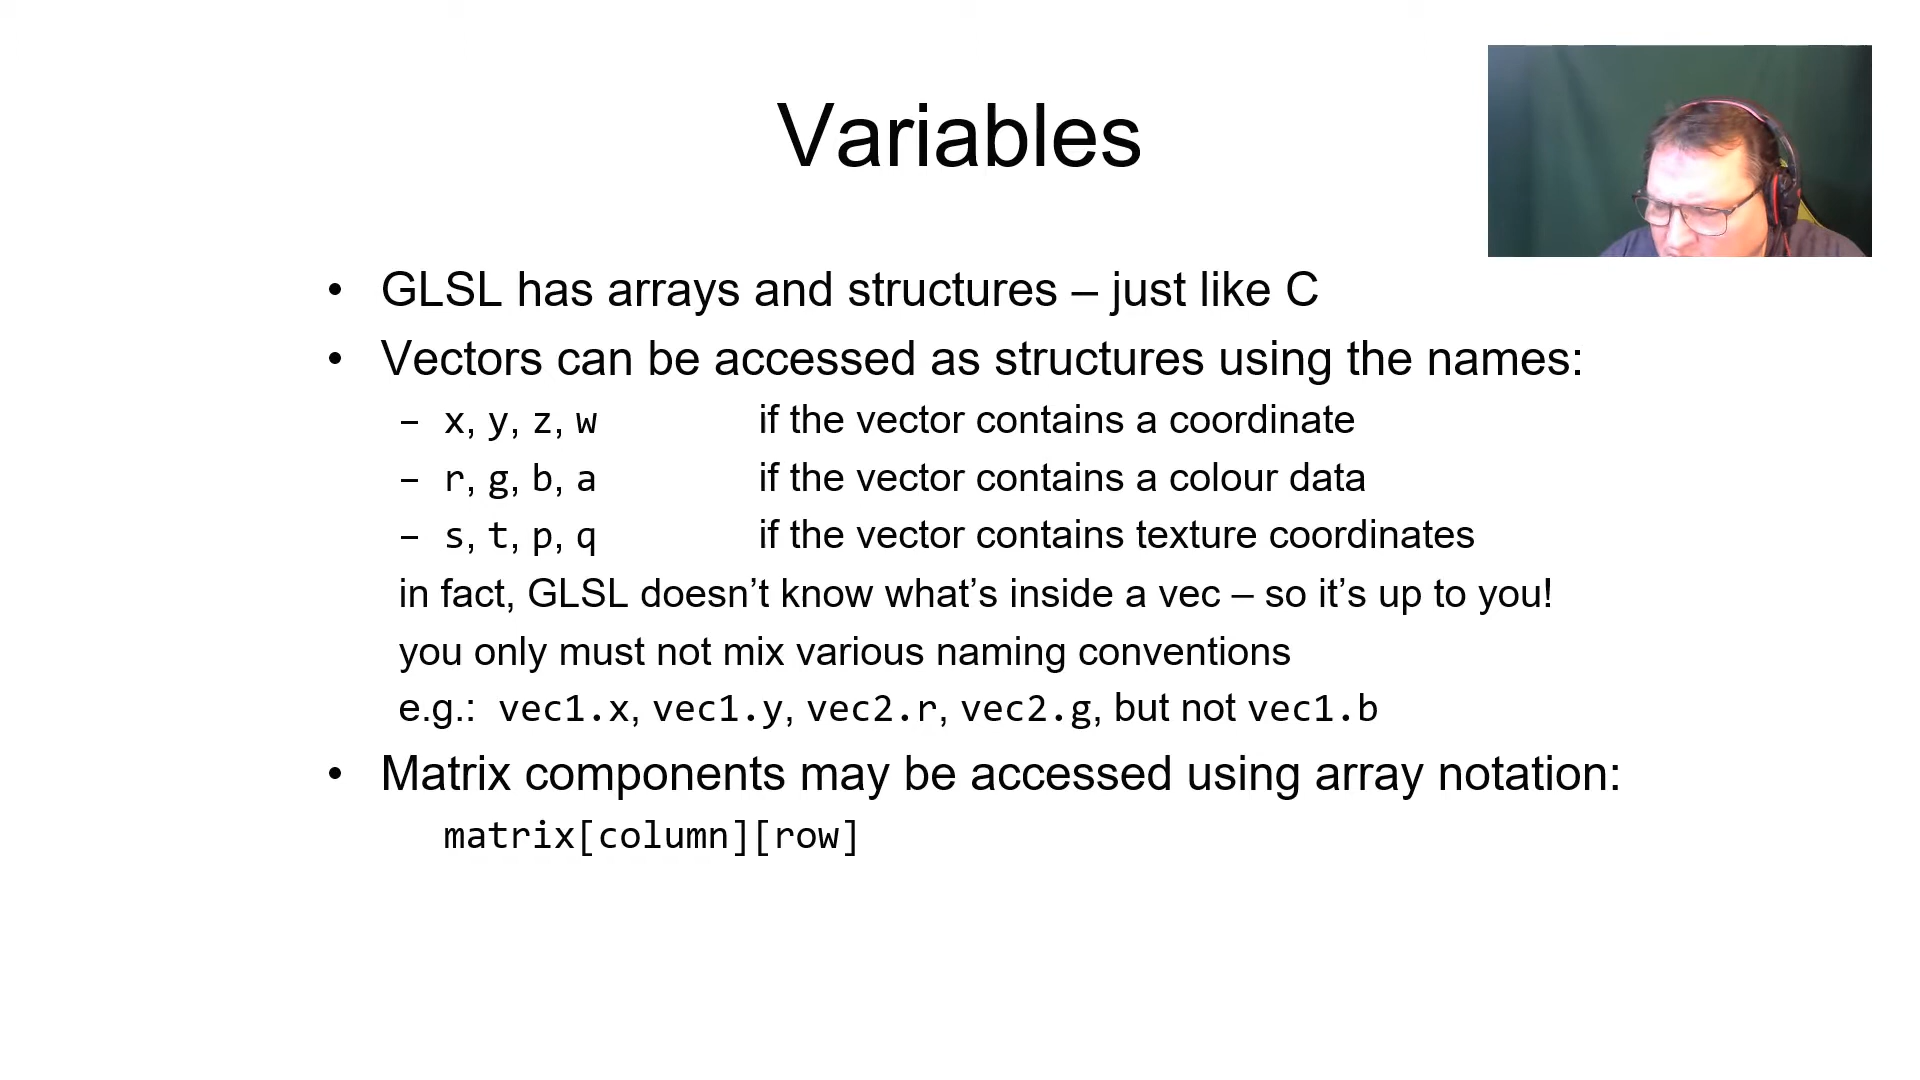 Variables
• GLSL has arrays and structures – just like C
• Vectors can be accessed as structures using the names:
– x, y, z, w if the vector contains a coordinate
– r, g, b, a if the vector contains a colour data
– s, t, p, q if the vector contains texture coordinates
in fact, GLSL doesn’t know what’s inside a vec – so it’s up to you!
you only must not mix various naming conventions
e.g.: vec1.x, vec1.y, vec2.r, vec2.g, but not vec1.b
• Matrix components may be accessed using array notation:
matrix[column][row]